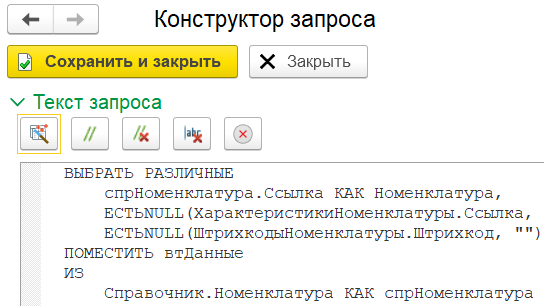 Конструктор запроса
Сохранить и закрыть
Закрыть
Текст запроса
abc
ВЫБРАТЬ РАЗЛИЧНЫЕ
спрНоменклатура.Ссылка КАК Номенклатура,
ЕСТЬNULL(ХарактеристикиНоменклатуры.Ссылка,
ЕСТЬNULL(ШтрихкодыНоменклатуры.Штрихкод, "")
ПОМЕСТИТЬ втДанные
ИЗ
Справочник.Номенклатура КАК спрНоменклатура